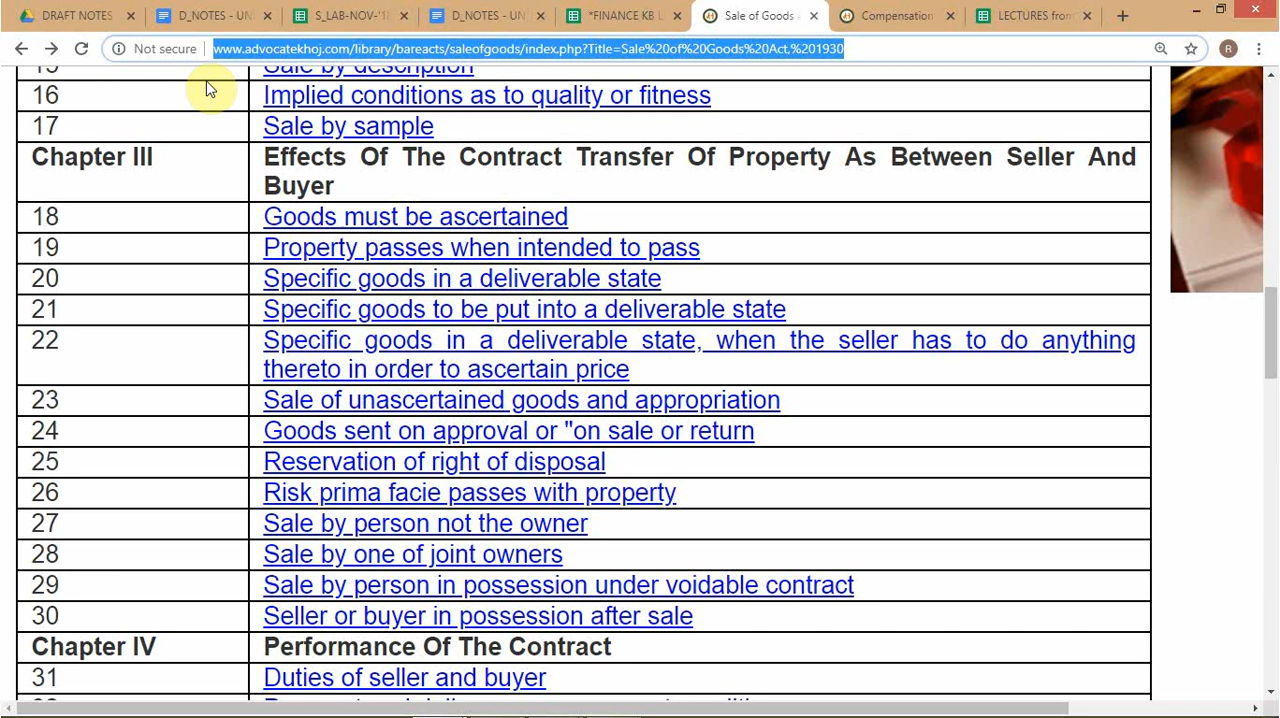 DRAFT NOTES
D_NOTES - UN
S_LAB-NOV-'18
D_NOTES - UN
*FINANCE KB L
Sale of Goods
Compensation
LECTURES from
Not secure
www.advocatekhoj.com/library/bareacts/saleofgoods/index.php?Title=Sale%20of%20Goods%20Act,%201930
R
15 Sale by description
16 Implied conditions as to quality or fitness
17 Sale by sample
Chapter III Effects Of The Contract Transfer Of Property As Between Seller And
Buyer
18 Goods must be ascertained
19 Property passes when intended to pass
20 Specific goods in a deliverable state
21 Specific goods to be put into a deliverable state
22 Specific goods in a deliverable state, when the seller has to do anything
thereto in order to ascertain price
23 Sale of unascertained goods and appropriation
24 Goods sent on approval or "on sale or return
25 Reservation of right of disposal
26 Risk prima facie passes with property
27 Sale by person not the owner
28 Sale by one of joint owners
29 Sale by person in possession under voidable contract
30 Seller or buyer in possession after sale
Chapter IV Performance Of The Contract
31 Duties of seller and buyer